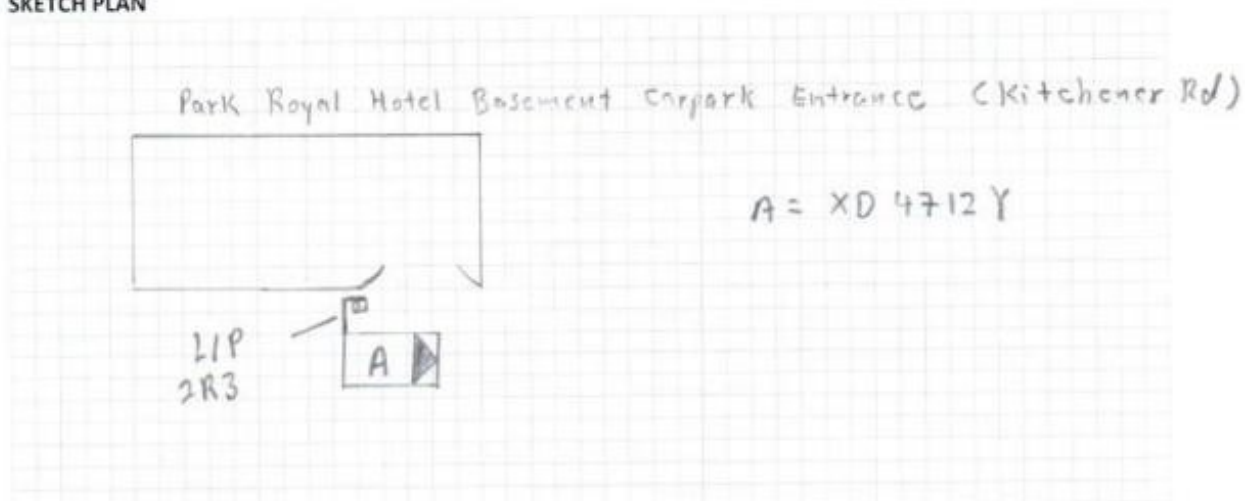 SKETCH PLAN
Park Royal Hotel Basement Carpark Entrance (Kitchener Rd)
A = XD 4712 Y
L/P
2R3
A